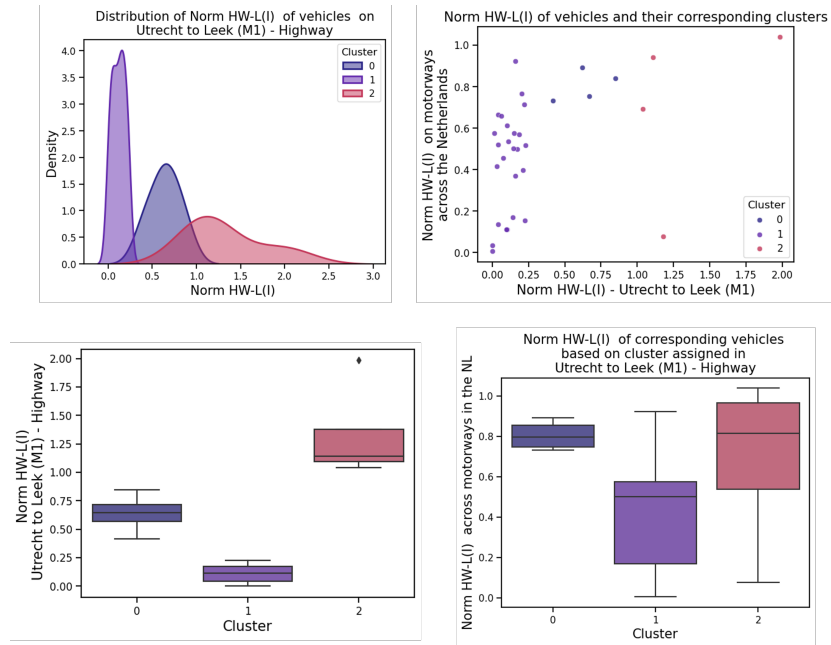 Distribution of Norm HW-L(I)  of vehicles  on
Utrecht to Leek (M1) - Highway
Cluster
0
1
2
Density
4.0
3.5
3.0
2.5
2.0
1.5
1.0
0.5
0.0
0.0 0.5 1.0 1.5 2.0 2.5 3.0
Norm HW-L(I)
Norm HW-L(I) of vehicles and their corresponding clusters
Norm HW-L(I)  on motorways
across the Netherlands
1.0
0.8
0.6
0.4
0.2
0.0
Cluster
0
1
2
0.00 0.25 0.50 0.75 1.00 1.25 1.50 1.75 2.00
Norm HW-L(I) - Utrecht to Leek (M1)
Norm HW-L(I)
Utrecht to Leek (M1) - Highway
2.00
1.75
1.50
1.25
1.00
0.75
0.50
0.25
0.00
0 1 2
Cluster
Norm HW-L(I)  of corresponding vehicles
based on cluster assigned in
Utrecht to Leek (M1) - Highway
Norm HW-L(I)  across motorways in the NL
1.0
0.8
0.6
0.4
0.2
0.0
0 1 2
Cluster